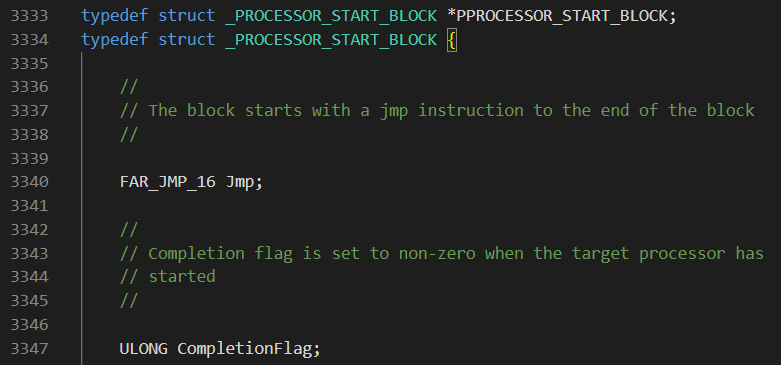 3333 typedef struct _PROCESSOR_START_BLOCK *PPROCESSOR_START_BLOCK;
3334 typedef struct _PROCESSOR_START_BLOCK {
3335
3336 //
3337 // The block starts with a jmp instruction to the end of the block
3338 //
3339
3340 FAR_JMP_16 Jmp;
3341
3342 //
3343 // Completion flag is set to non-zero when the target processor has
3344 // started
3345 //
3346
3347 ULONG CompletionFlag;